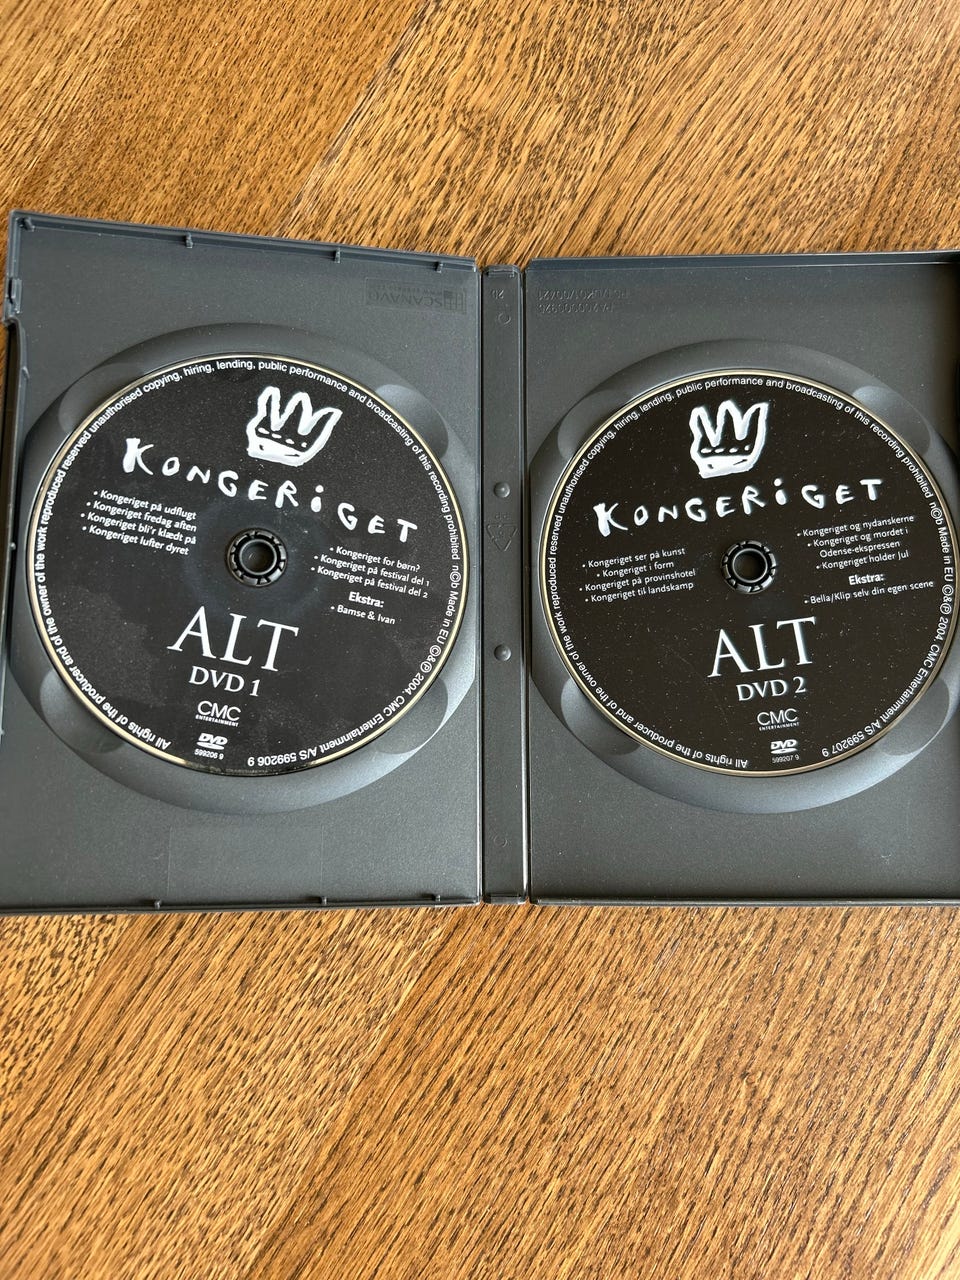 SCANAVO
All rights of the producer and of the owner of the work reproduced reserved unauthorised copying, hiring, lending, public performance and broadcasting of this recording prohibited n©b Made in EU ©&℗ 2004. CMC Entertainment A/S 599206 9
KONGERIGET
• Kongeriget på udflugt
• Kongeriget fredag aften
• Kongeriget bli'r klædt på
• Kongeriget lufter dyret
• Kongeriget for børn?
• Kongeriget på festival del 1
• Kongeriget på festival del 2
Ekstra:
• Bamse & Ivan
ALT
DVD 1
CMC
ENTERTAINMENT
DVD
599206 9
All rights of the producer and of the owner of the work reproduced reserved unauthorised copying, hiring, lending, public performance and broadcasting of this recording prohibited n©b Made in EU ©&℗ 2004. CMC Entertainment A/S 599207 9
KONGERIGET
• Kongeriget ser på kunst
• Kongeriget i form
• Kongeriget på provinshotel
• Kongeriget til landskamp
• Kongeriget og nydanskerne
• Kongeriget og mordet i
Odense-ekspressen
• Kongeriget holder Jul
Ekstra:
• Bella/Klip selv din egen scene
ALT
DVD 2
CMC
ENTERTAINMENT
DVD
599207 9